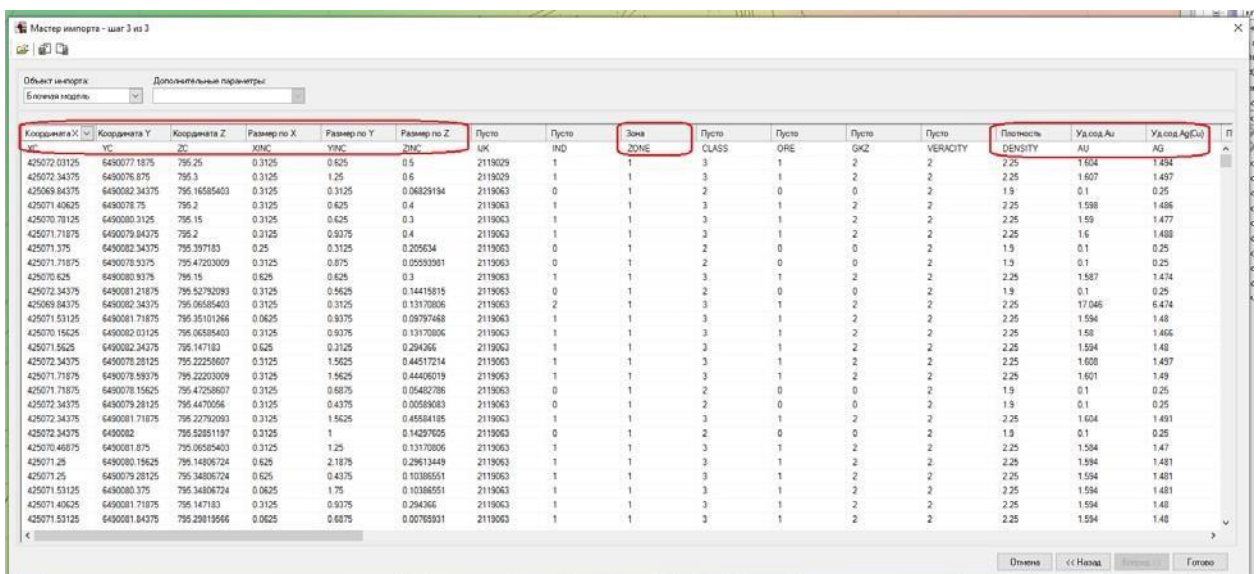 Мастер импорта - шаг 3 из 3
Объект импорта: Дополнительные параметры:
Блочная модель
Координата X Координата Y Координата Z Размер по X Размер по Y Размер по Z Пусто Пусто Зона Пусто Пусто Пусто Пусто Плотность Уд.сод.Au Уд.сод.Ag(Cu) П
XC YC ZC XINC YINC ZINC UK IND ZONE CLASS ORE GKZ VERACITY DENSITY AU AG
425072.03125 6490077.1875 795.25 0.3125 0.625 0.5 2119029 1 1 3 1 2 2 2.25 1.604 1.494
425072.34375 6490076.875 795.3 0.3125 1.25 0.6 2119029 1 1 3 1 2 2 2.25 1.607 1.497
425069.84375 6490082.34375 795.16585403 0.3125 0.3125 0.06829194 2119063 0 1 2 0 0 2 1.9 0.1 0.25
425071.40625 6490078.75 795.2 0.3125 0.625 0.4 2119063 1 1 3 1 2 2 2.25 1.598 1.486
425070.78125 6490080.3125 795.15 0.3125 0.625 0.3 2119063 1 1 3 1 2 2 2.25 1.59 1.477
425071.71875 6490079.84375 795.2 0.3125 0.9375 0.4 2119063 1 1 3 1 2 2 2.25 1.6 1.488
425071.375 6490082.34375 795.397183 0.25 0.3125 0.205634 2119063 0 1 2 0 0 2 1.9 0.1 0.25
425071.71875 6490078.9375 795.47203009 0.3125 0.875 0.05593981 2119063 0 1 2 0 0 2 1.9 0.1 0.25
425070.625 6490080.9375 795.15 0.625 0.625 0.3 2119063 1 1 3 1 2 2 2.25 1.587 1.474
425072.34375 6490081.21875 795.52792093 0.3125 0.5625 0.14415815 2119063 0 1 2 0 0 2 1.9 0.1 0.25
425069.84375 6490082.34375 795.06585403 0.3125 0.3125 0.13170806 2119063 2 1 3 1 2 2 2.25 17.046 6.474
425071.53125 6490081.71875 795.35101266 0.0625 0.9375 0.09797468 2119063 1 1 3 1 2 2 2.25 1.594 1.48
425070.15625 6490082.03125 795.06585403 0.3125 0.9375 0.13170806 2119063 1 1 3 1 2 2 2.25 1.58 1.466
425071.5625 6490082.34375 795.147183 0.625 0.3125 0.294366 2119063 1 1 3 1 2 2 2.25 1.594 1.48
425072.34375 6490078.28125 795.22258607 0.3125 1.5625 0.44517214 2119063 1 1 3 1 2 2 2.25 1.608 1.497
425071.71875 6490078.59375 795.22203009 0.3125 1.5625 0.44406019 2119063 1 1 3 1 2 2 2.25 1.601 1.49
425071.71875 6490078.15625 795.47258607 0.3125 0.6875 0.05482786 2119063 0 1 2 0 0 2 1.9 0.1 0.25
425072.34375 6490079.28125 795.4470056 0.3125 0.4375 0.00589083 2119063 0 1 2 0 0 2 1.9 0.1 0.25
425072.34375 6490081.71875 795.22792093 0.3125 1.5625 0.45584185 2119063 1 1 3 1 2 2 2.25 1.604 1.491
425072.34375 6490082 795.52851197 0.3125 1 0.14297605 2119063 0 1 2 0 0 2 1.9 0.1 0.25
425070.46875 6490081.875 795.06585403 0.3125 1.25 0.13170806 2119063 1 1 3 1 2 2 2.25 1.584 1.47
425071.25 6490080.15625 795.14806724 0.625 2.1875 0.29613449 2119063 1 1 3 1 2 2 2.25 1.594 1.481
425071.25 6490079.28125 795.34806724 0.625 0.4375 0.10386551 2119063 1 1 3 1 2 2 2.25 1.594 1.481
425071.53125 6490080.375 795.34806724 0.0625 1.75 0.10386551 2119063 1 1 3 1 2 2 2.25 1.594 1.481
425071.40625 6490081.71875 795.147183 0.3125 0.9375 0.294366 2119063 1 1 3 1 2 2 2.25 1.594 1.48
425071.53125 6490081.84375 795.29819566 0.0625 0.6875 0.00765931 2119063 1 1 3 1 2 2 2.25 1.594 1.48
Отмена << Назад Готово